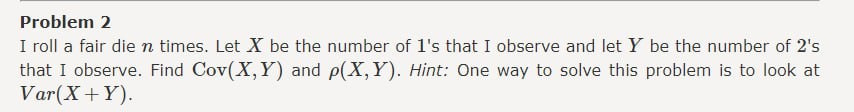 Problem 2
I roll a fair die n times. Let X be the number of 1's that I observe and let Y be the number of 2's
that I observe. Find Cov(X, Y) and ρ(X, Y). Hint: One way to solve this problem is to look at
Var(X + Y).